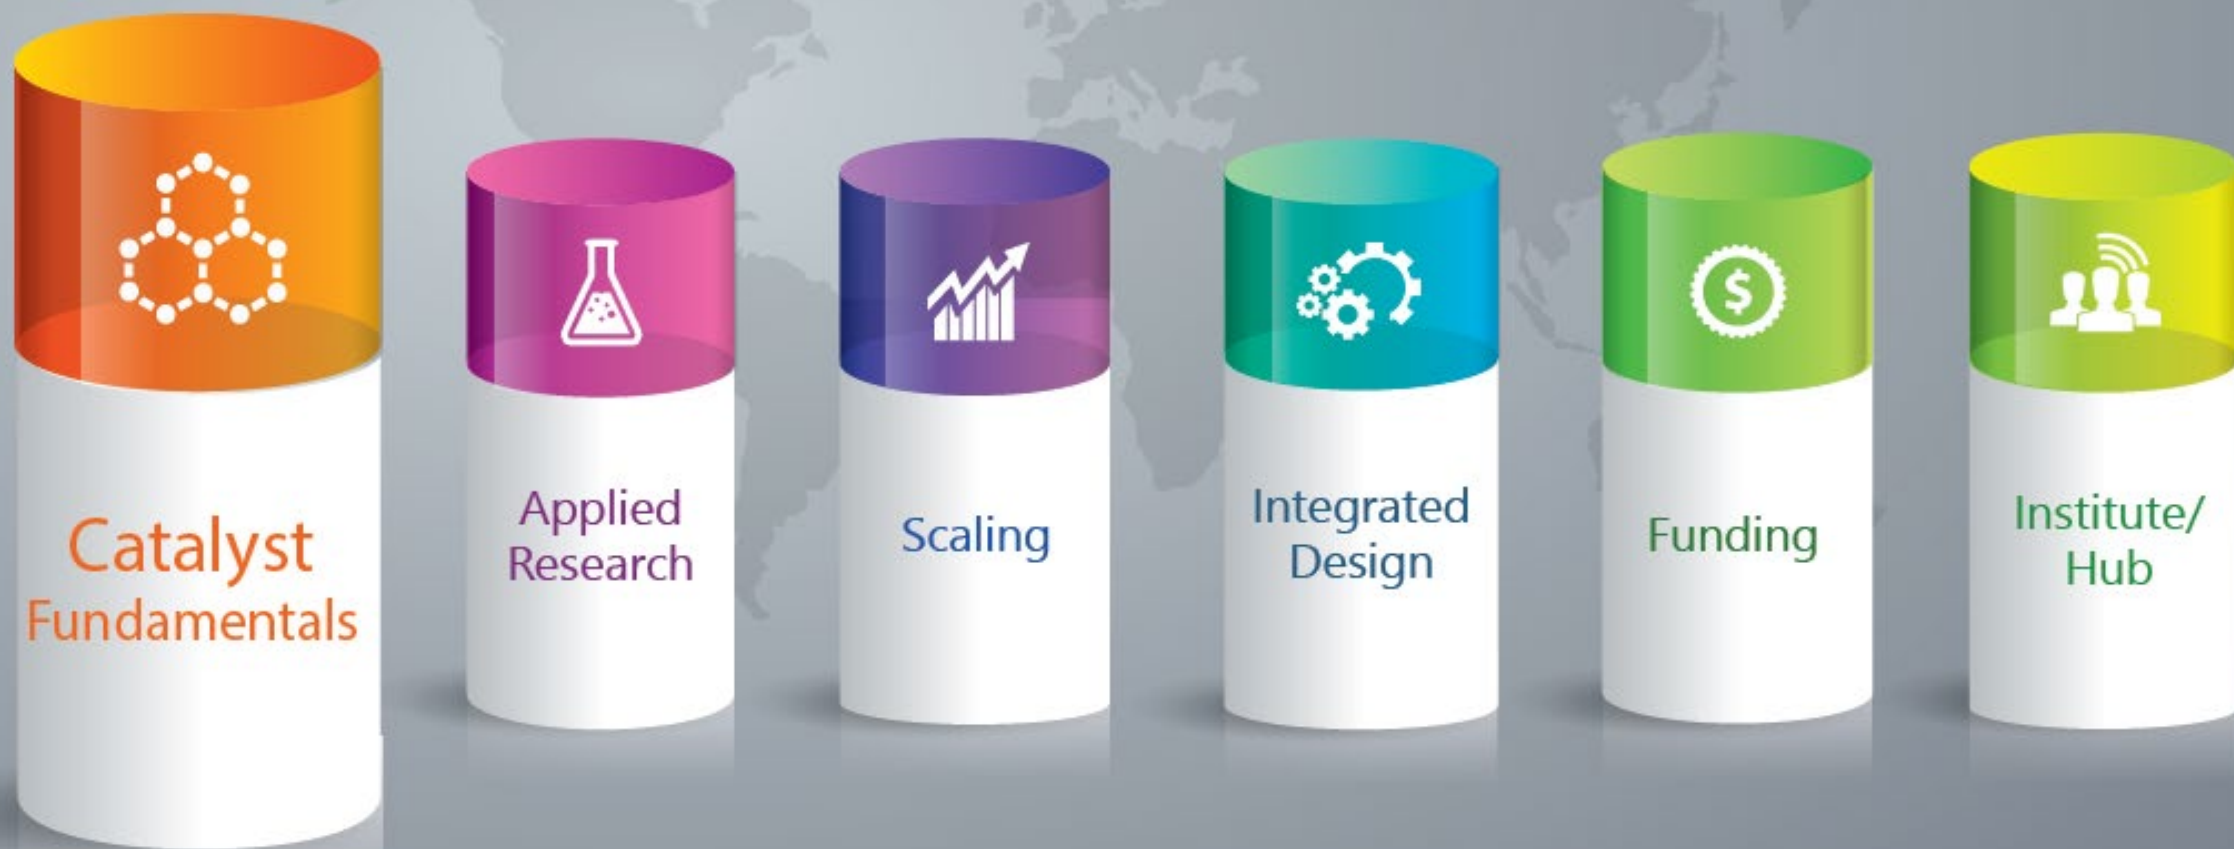 Catalyst
Fundamentals
Applied
Research
Scaling
Integrated
Design
Funding
Institute/
Hub
$